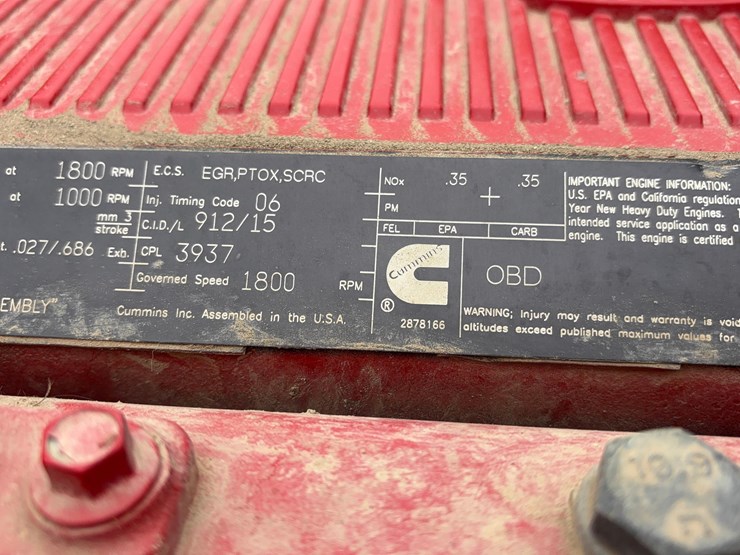 at 1800 RPM
at 1000 RPM
mm 3
stroke
.027/.686 Exh.
EMBLY"
E.C.S. EGR,PTOX,SCRC
Inj. Timing Code 06
C.I.D./L 912/15
CPL 3937
Governed Speed 1800 RPM
Cummins Inc. Assembled in the U.S.A.
NOx .35 + .35
PM
FEL EPA CARB
Cummins
®
2878166
OBD
IMPORTANT ENGINE INFORMATION:
U.S. EPA and California regulation
Year New Heavy Duty Engines.
intended service application as a
engine. This engine is certified
WARNING; Injury may result and warranty is void
altitudes exceed published maximum values for
10.9